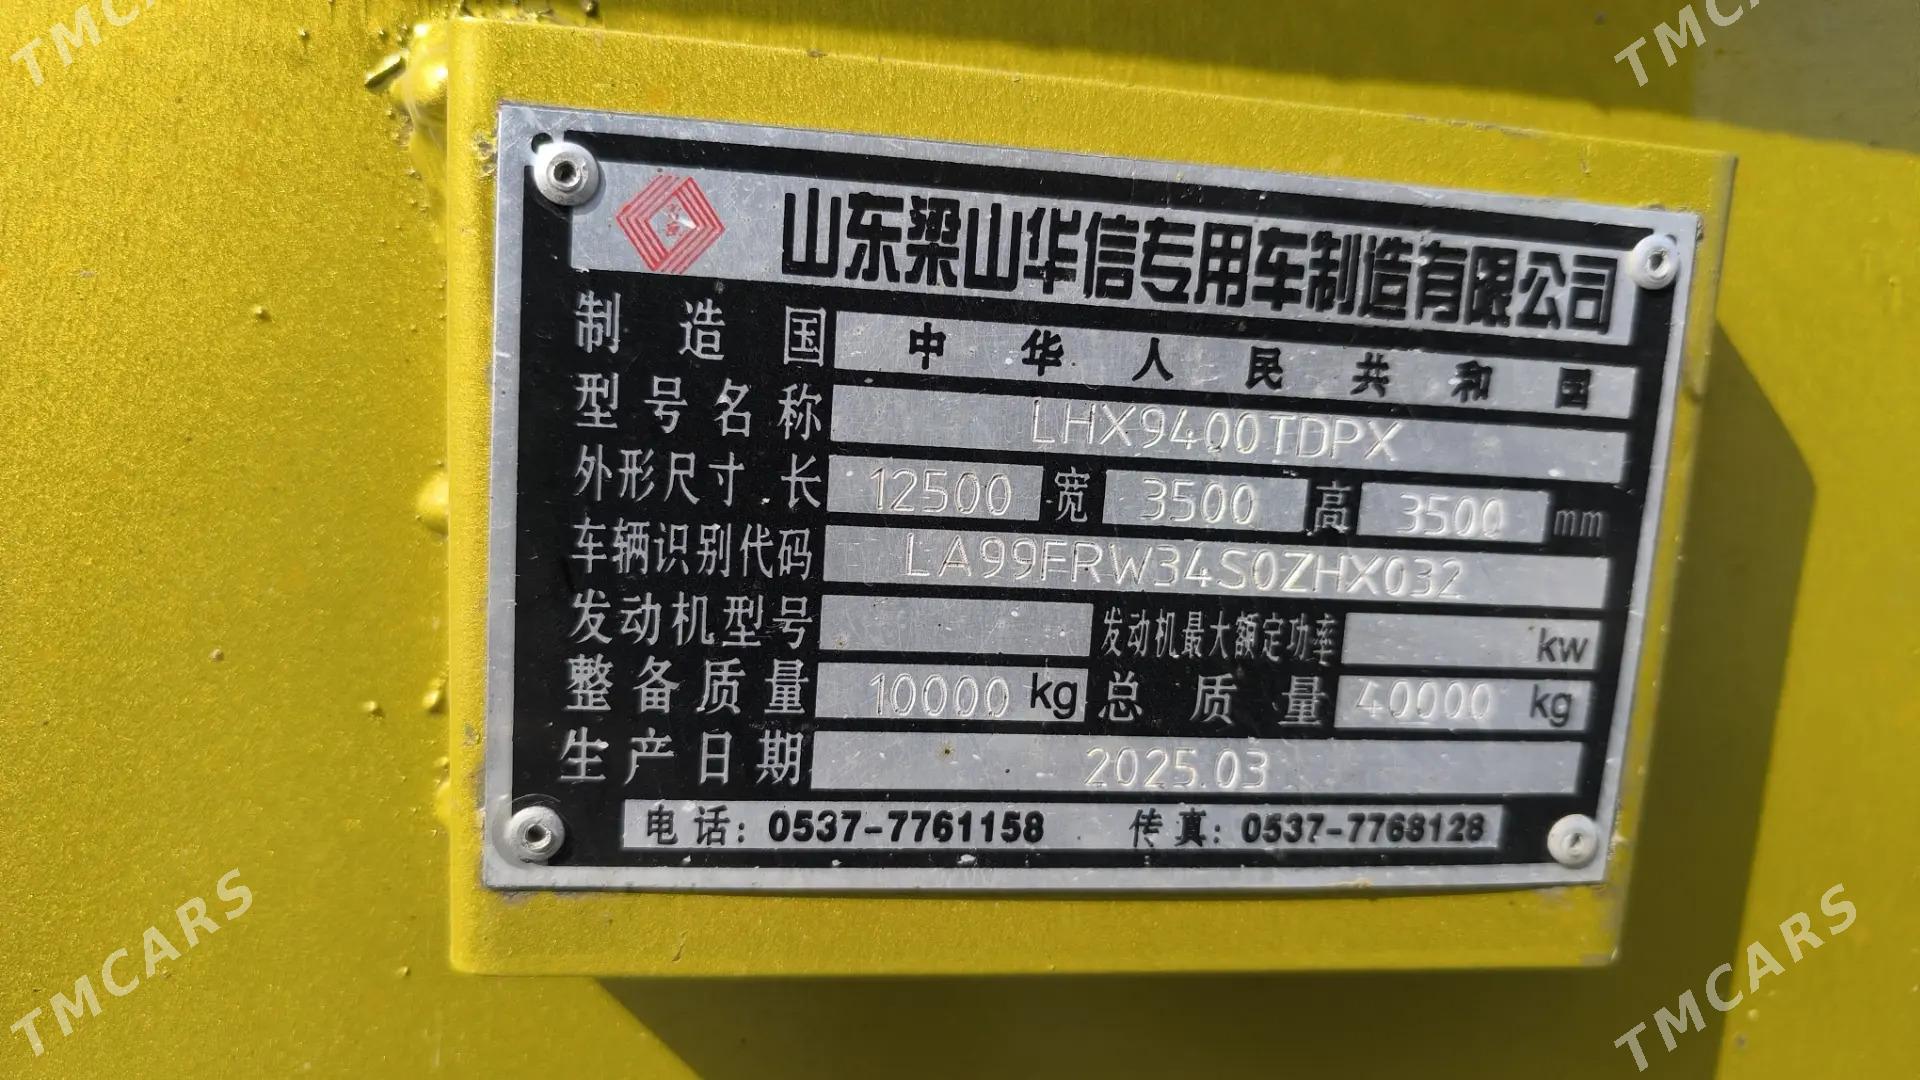 TMCARS
TMCARS
山东梁山华信专用车制造有限公司
制造国 中华人民共和国
型号名称 LHX9400TDPX
外形尺寸 长 12500 宽 3500 高 3500 mm
车辆识别代码 LA99FRW34S0ZHX032
发动机型号 发动机最大额定功率 kw
整备质量 10000 kg 总质量 40000 kg
生产日期 2025.03
电话: 0537-7761158 传真: 0537-7768128
TMCARS
TMCARS